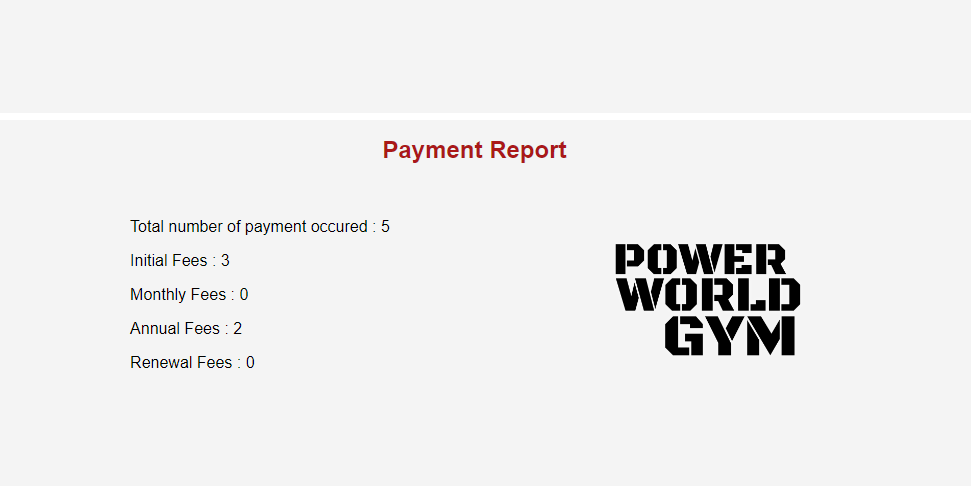 Payment Report
Total number of payment occured : 5
Initial Fees : 3
Monthly Fees : 0
Annual Fees : 2
Renewal Fees : 0
POWER
WORLD
GYM